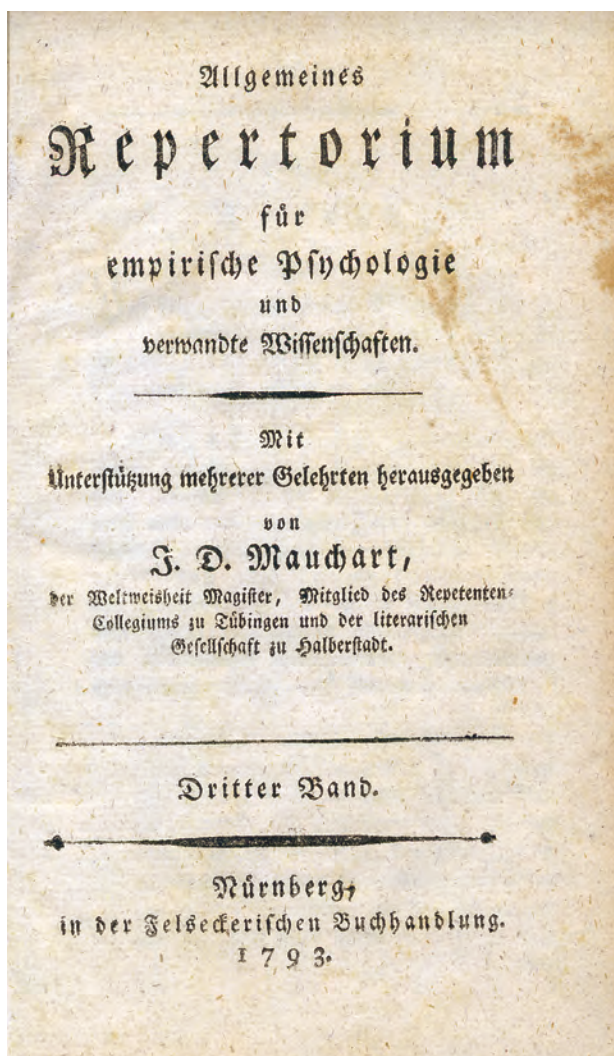 Allgemeines
Repertorium
für
empirische Psychologie
und
verwandte Wissenschaften.
Mit
Unterstützung mehrerer Gelehrten herausgegeben
von
J. D. Mauchart,
der Weltweisheit Magister, Mitglied des Repetenten-
Collegiums zu Tübingen und der literarischen
Gesellschaft zu Halberstadt.
Dritter Band.
Nürnberg,
in der Felseckerischen Buchhandlung.
1793.